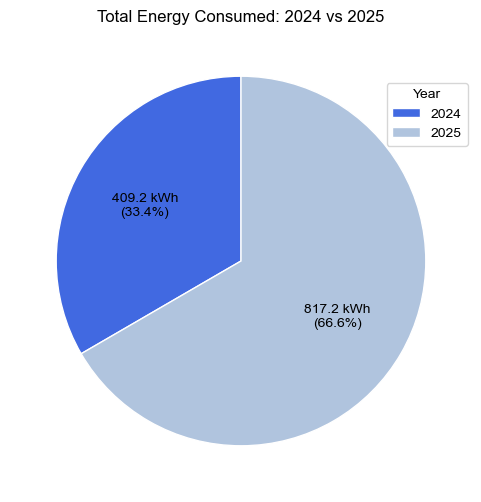 Total Energy Consumed: 2024 vs 2025
Year
2024
2025
409.2 kWh
(33.4%)
817.2 kWh
(66.6%)